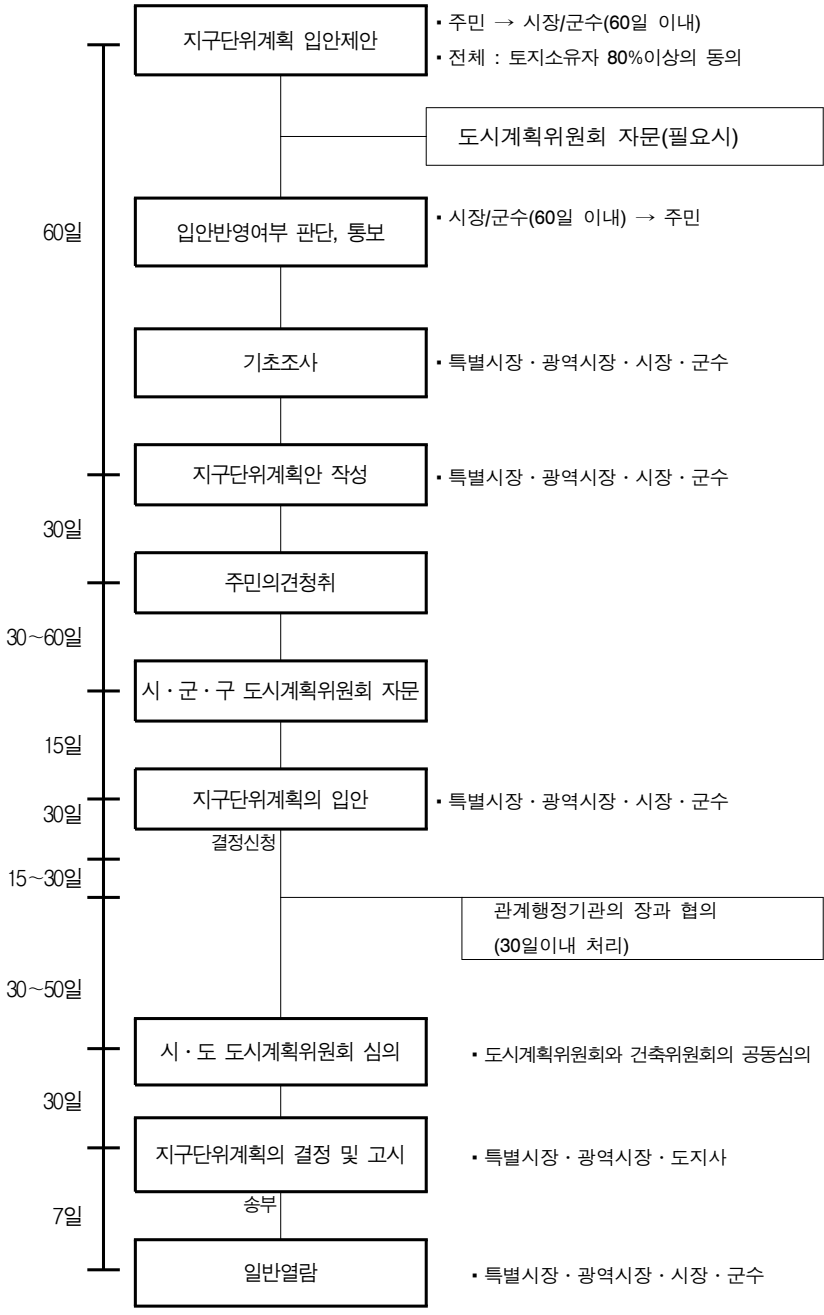 지구단위계획 입안제안
▪ 주민 → 시장/군수(60일 이내)
▪ 전체 : 토지소유자 80%이상의 동의
도시계획위원회 자문(필요시)
60일
입안반영여부 판단, 통보
▪ 시장/군수(60일 이내) → 주민
기초조사
▪ 특별시장 · 광역시장 · 시장 · 군수
지구단위계획안 작성
▪ 특별시장 · 광역시장 · 시장 · 군수
30일
주민의견청취
30~60일
시 · 군 · 구 도시계획위원회 자문
15일
지구단위계획의 입안
▪ 특별시장 · 광역시장 · 시장 · 군수
30일
결정신청
15~30일
관계행정기관의 장과 협의
(30일이내 처리)
30~50일
시 · 도 도시계획위원회 심의
▪ 도시계획위원회와 건축위원회의 공동심의
30일
지구단위계획의 결정 및 고시
▪ 특별시장 · 광역시장 · 도지사
송부
7일
일반열람
▪ 특별시장 · 광역시장 · 시장 · 군수